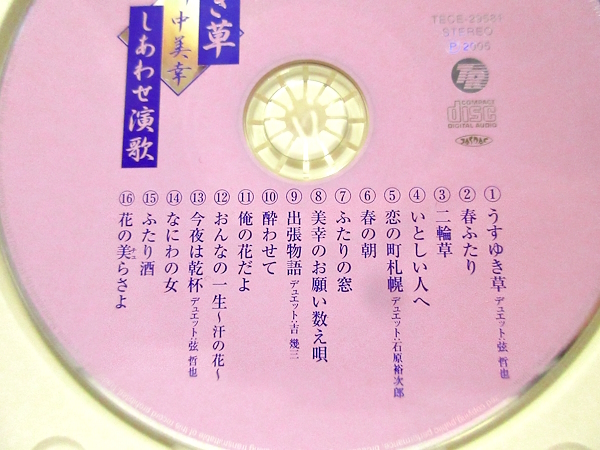 き草
中美幸
しあわせ演歌
TECE-29581
STEREO
Ⓟ 2005
COMPACT
disc
DIGITAL AUDIO
①うすゆき草 デュエット:弦 哲也
②春ふたり
③二輪草
④いとしい人へ
⑤恋の町札幌 デュエット:石原裕次郎
⑥春の朝
⑦ふたりの窓
⑧美幸のお願い数え唄
⑨出張物語 デュエット:吉 幾三
⑩酔わせて
⑪俺の花だよ
⑫おんなの一生〜汗の花〜
⑬今夜は乾杯 デュエット:弦 哲也
⑭なにわの女
⑮ふたり酒
⑯花の美らさよ